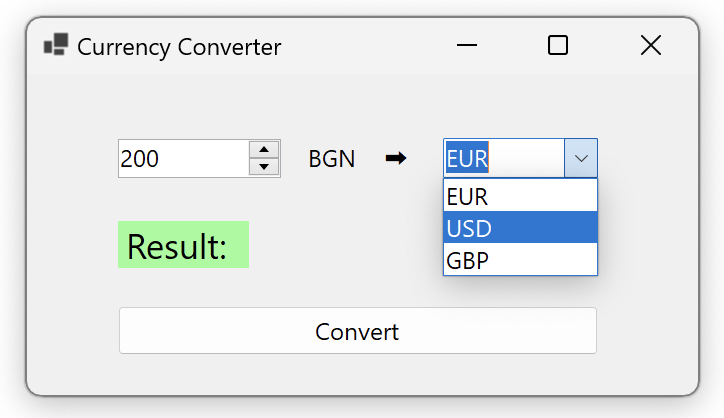 Currency Converter
200 BGN ➡ EUR
EUR
USD
GBP
Result:
Convert